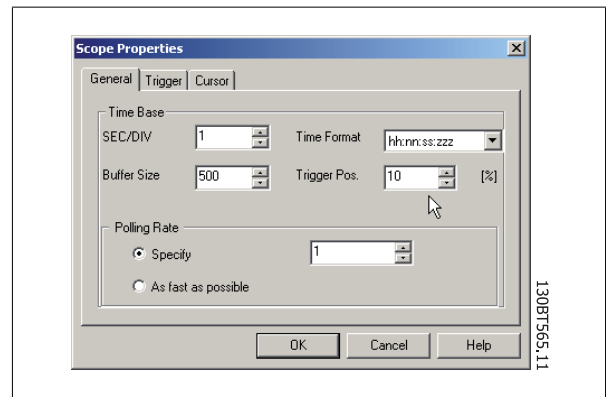 Scope Properties
General Trigger Cursor
Time Base
SEC/DIV 1 Time Format hh:nn:ss:zzz
Buffer Size 500 Trigger Pos. 10 [%]
Polling Rate
Specify 1
As fast as possible
OK Cancel Help
130BT565.11